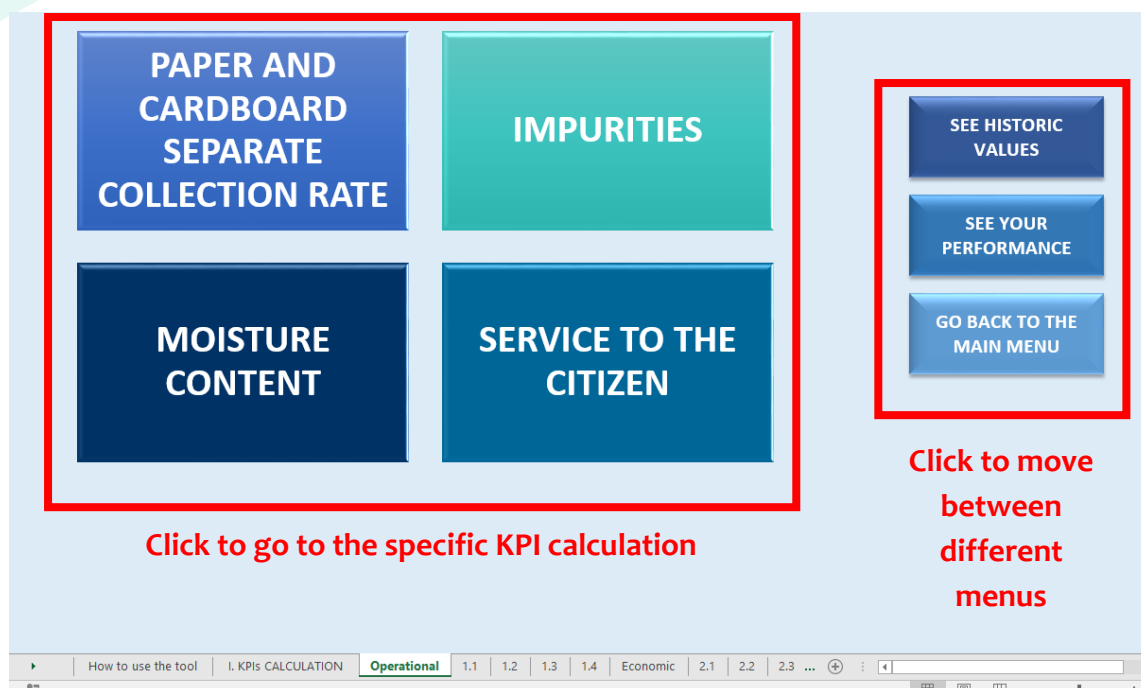 PAPER AND
CARDBOARD
SEPARATE
COLLECTION RATE
IMPURITIES
MOISTURE
CONTENT
SERVICE TO THE
CITIZEN
Click to go to the specific KPI calculation
SEE HISTORIC
VALUES
SEE YOUR
PERFORMANCE
GO BACK TO THE
MAIN MENU
Click to move
between
different
menus
How to use the tool I. KPIs CALCULATION Operational 1.1 1.2 1.3 1.4 Economic 2.1 2.2 2.3 ...